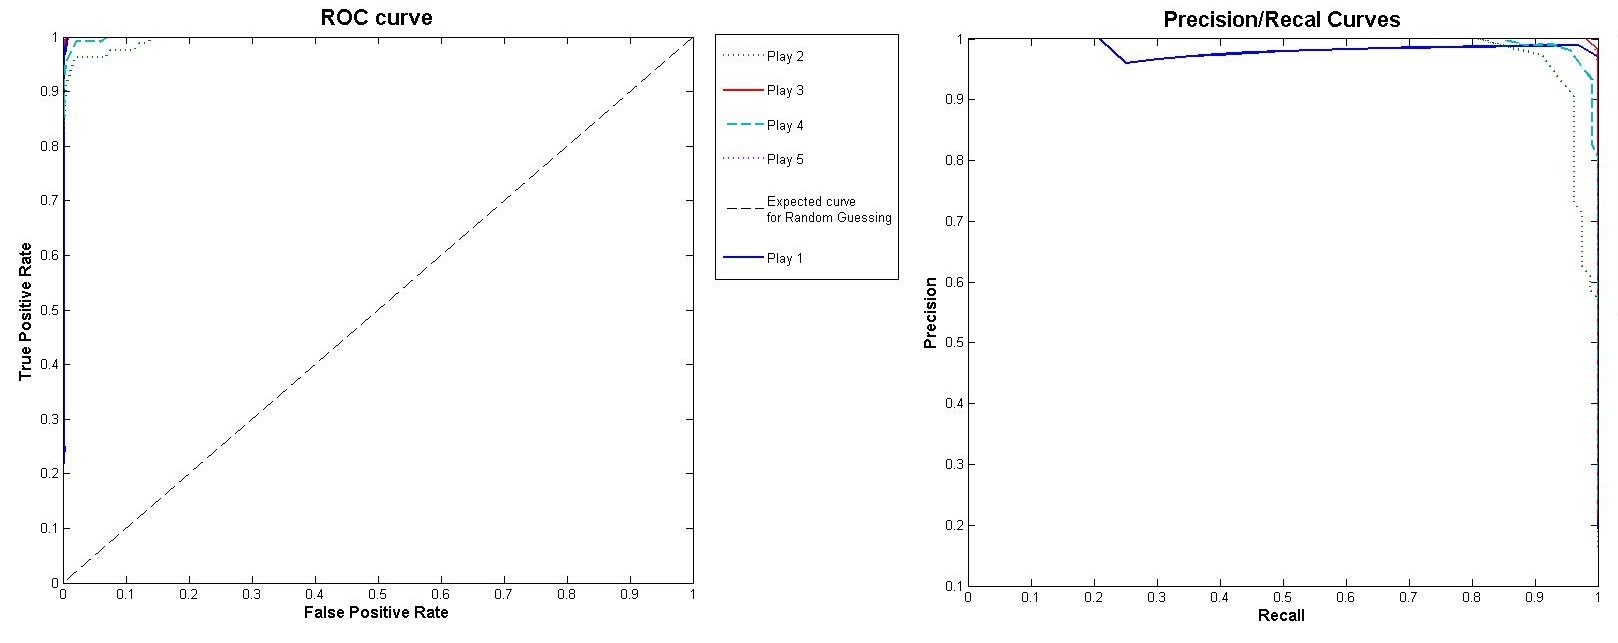 ROC curve
1
0.9
0.8
0.7
0.6
0.5
0.4
0.3
0.2
0.1
0
True Positive Rate
0 0.1 0.2 0.3 0.4 0.5 0.6 0.7 0.8 0.9 1
False Positive Rate
Play 2
Play 3
Play 4
Play 5
Expected curve
for Random Guessing
Play 1
Precision/Recal Curves
1
0.9
0.8
0.7
0.6
0.5
0.4
0.3
0.2
0.1
Precision
0 0.1 0.2 0.3 0.4 0.5 0.6 0.7 0.8 0.9 1
Recall